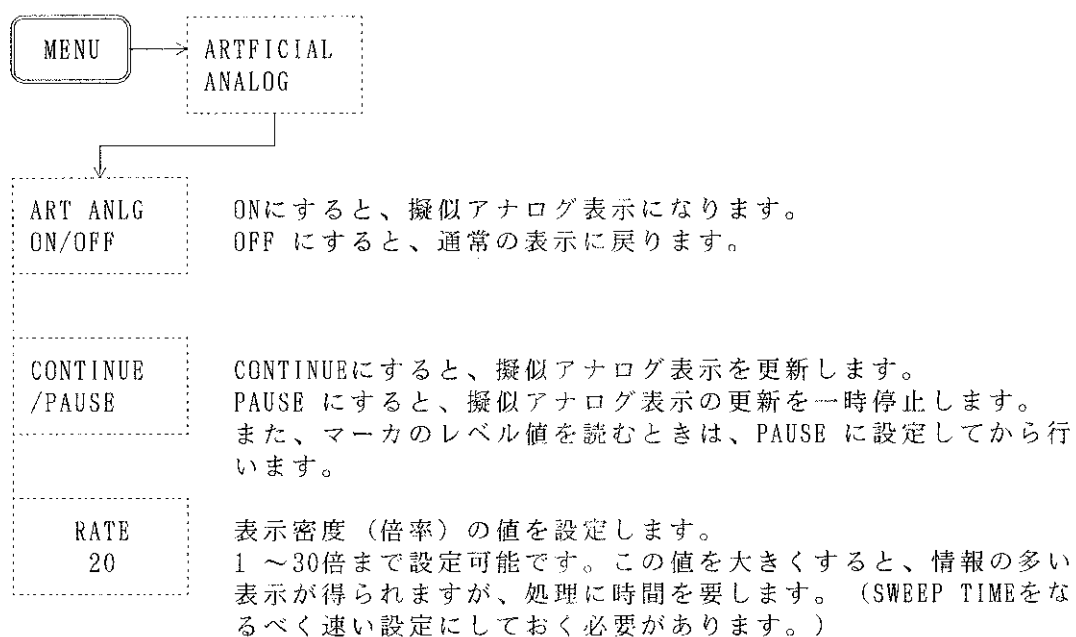 MENU
ARTFICIAL
ANALOG
ART ANLG
ON/OFF
ONにすると、擬似アナログ表示になります。
OFF にすると、通常の表示に戻ります。
CONTINUE
/PAUSE
CONTINUEにすると、擬似アナログ表示を更新します。
PAUSE にすると、擬似アナログ表示の更新を一時停止します。
また、マーカのレベル値を読むときは、PAUSE に設定してから行
います。
RATE
20
表示密度（倍率）の値を設定します。
1 ～30倍まで設定可能です。この値を大きくすると、情報の多い
表示が得られますが、処理に時間を要します。（SWEEP TIMEをな
るべく速い設定にしておく必要があります。）